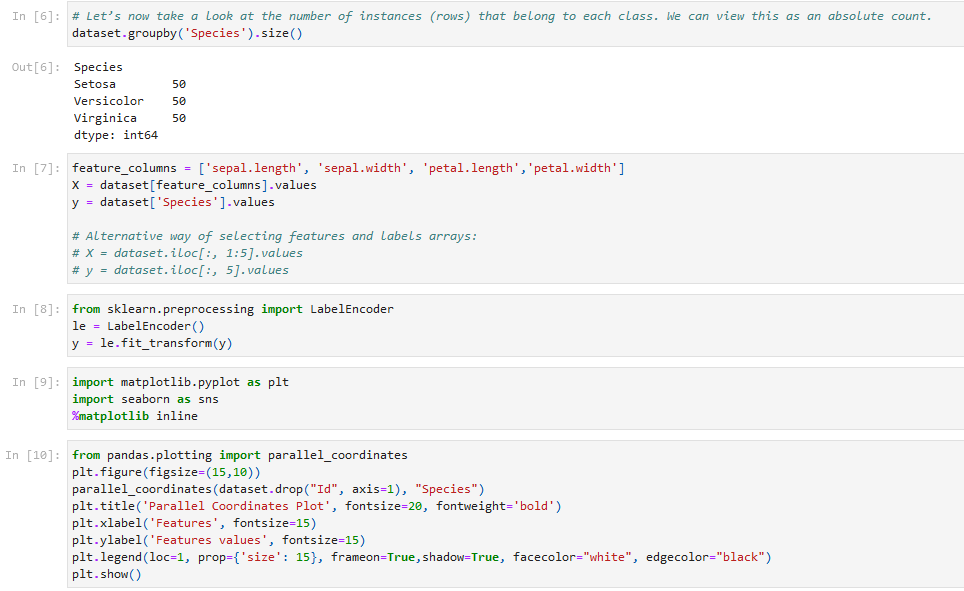 In [6]: # Let’s now take a look at the number of instances (rows) that belong to each class. We can view this as an absolute count.
dataset.groupby('Species').size()
Out[6]: Species
Setosa 50
Versicolor 50
Virginica 50
dtype: int64
In [7]: feature_columns = ['sepal.length', 'sepal.width', 'petal.length','petal.width']
X = dataset[feature_columns].values
y = dataset['Species'].values
# Alternative way of selecting features and labels arrays:
# X = dataset.iloc[:, 1:5].values
# y = dataset.iloc[:, 5].values
In [8]: from sklearn.preprocessing import LabelEncoder
le = LabelEncoder()
y = le.fit_transform(y)
In [9]: import matplotlib.pyplot as plt
import seaborn as sns
%matplotlib inline
In [10]: from pandas.plotting import parallel_coordinates
plt.figure(figsize=(15,10))
parallel_coordinates(dataset.drop("Id", axis=1), "Species")
plt.title('Parallel Coordinates Plot', fontsize=20, fontweight='bold')
plt.xlabel('Features', fontsize=15)
plt.ylabel('Features values', fontsize=15)
plt.legend(loc=1, prop={'size': 15}, frameon=True,shadow=True, facecolor="white", edgecolor="black")
plt.show()